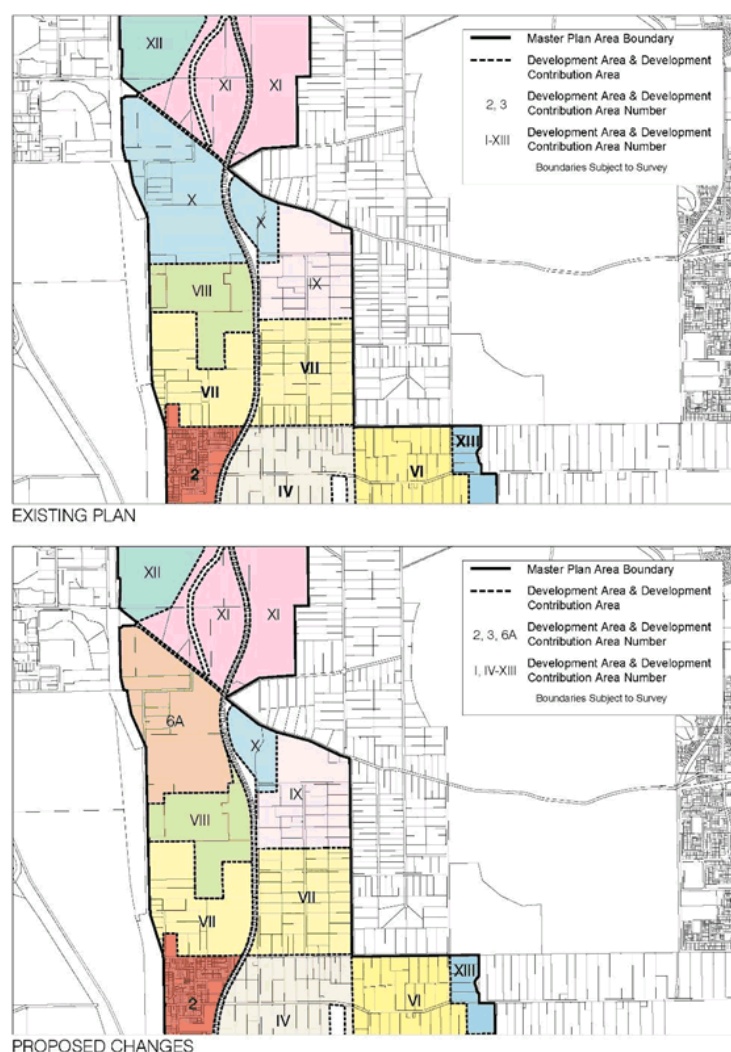 XII
XI
XI
Master Plan Area Boundary
Development Area & Development
Contribution Area
2, 3
Development Area & Development
Contribution Area Number
I-XIII
Development Area & Development
Contribution Area Number
Boundaries Subject to Survey
X
X
VIII
IX
VII
VII
2
IV
VI
XIII
EXISTING PLAN
XII
XI
XI
Master Plan Area Boundary
Development Area & Development
Contribution Area
2, 3, 6A
Development Area & Development
Contribution Area Number
I, IV-XIII
Development Area & Development
Contribution Area Number
Boundaries Subject to Survey
6A
X
VIII
IX
VII
VII
2
IV
VI
XIII
PROPOSED CHANGES